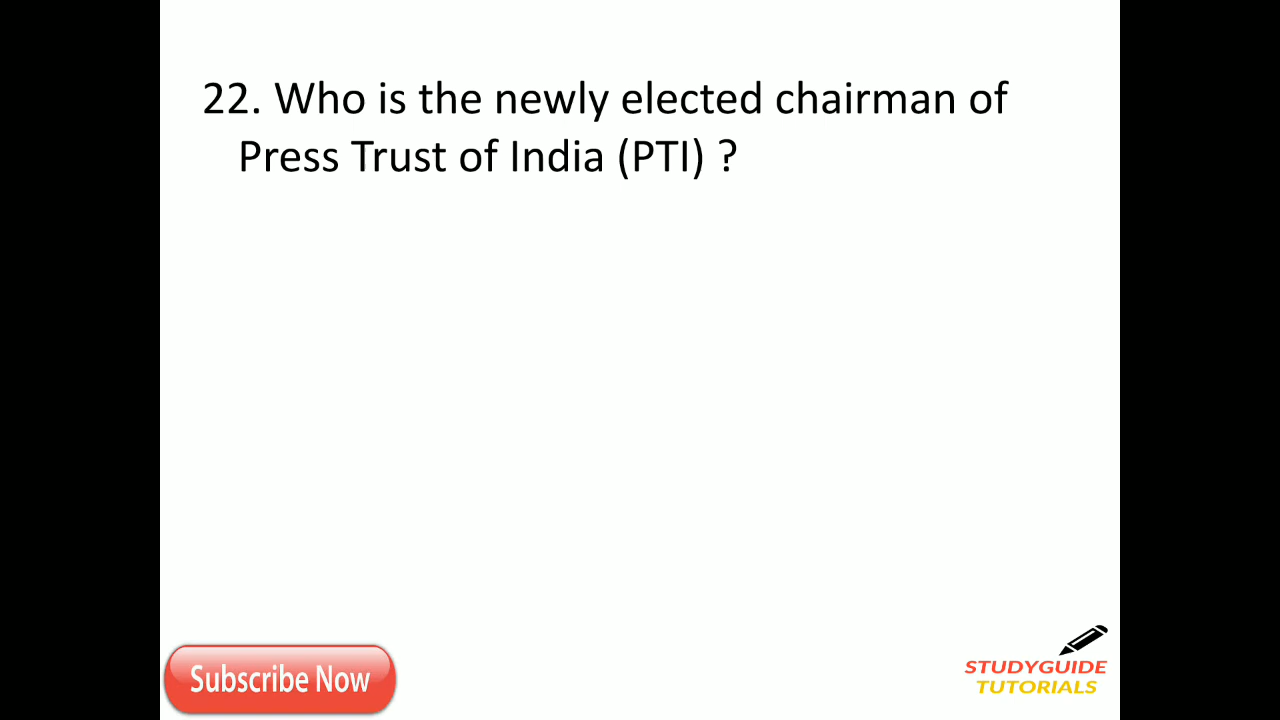 22. Who is the newly elected chairman of
Press Trust of India (PTI) ?
Subscribe Now
STUDYGUIDE
TUTORIALS